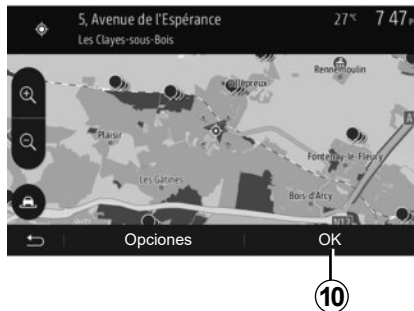 5, Avenue de l'Espérance
27°c
7 47
Les Clayes-sous-Bois
Rennemoulin
Villepreux
Plaisir
A
Fontenay-le-Fleury
Les Gâtines
Bois-d'Arcy
N12
Opciones
OK
10